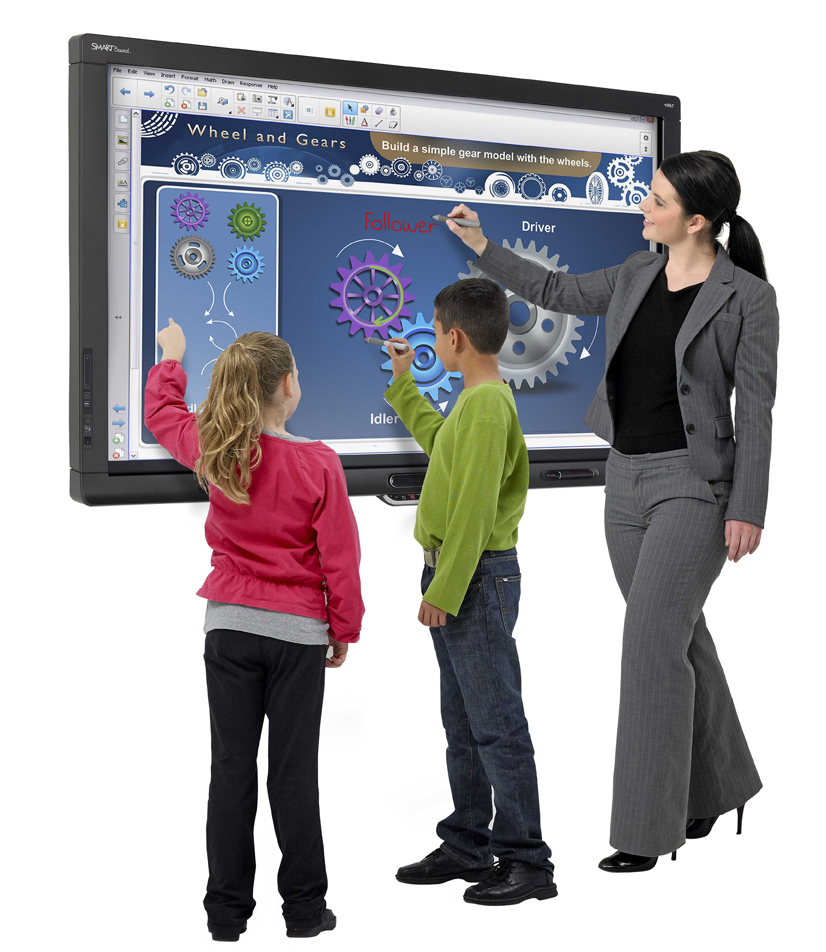 SMART Board
File Edit View Insert Format Math Draw Response Help
Wheel and Gears
Build a simple gear model with the wheels.
Follower
Driver
Idler